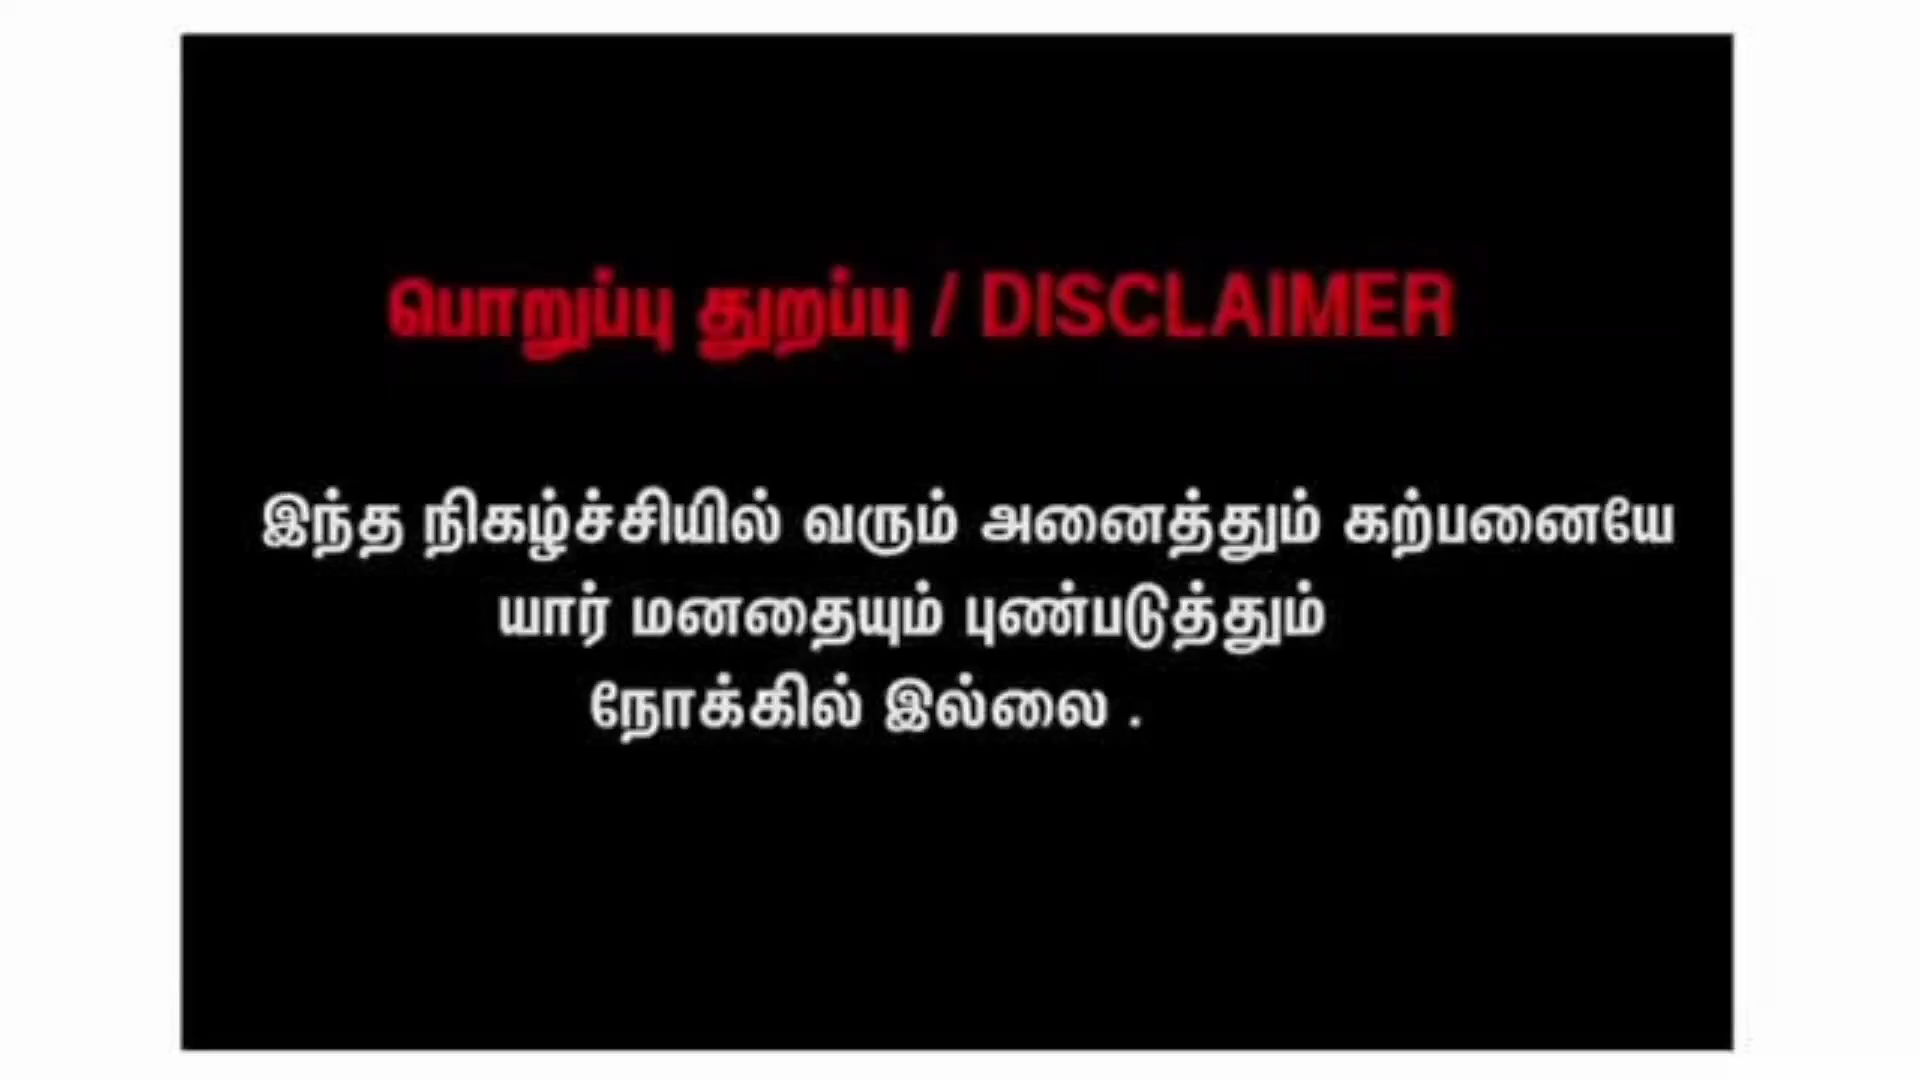 பொறுப்பு துறப்பு / DISCLAIMER
இந்த நிகழ்ச்சியில் வரும் அனைத்தும் கற்பனையே
யார் மனதையும் புண்படுத்தும்
நோக்கில் இல்லை .